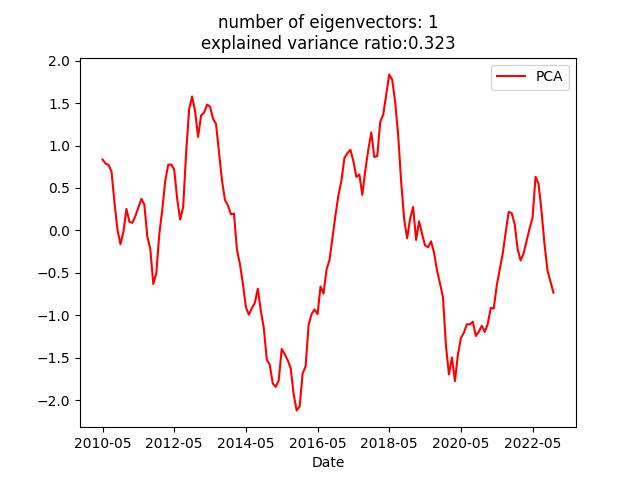 number of eigenvectors: 1
explained variance ratio:0.323
PCA
2.0
1.5
1.0
0.5
0.0
−0.5
−1.0
−1.5
−2.0
2010-05 2012-05 2014-05 2016-05 2018-05 2020-05 2022-05
Date